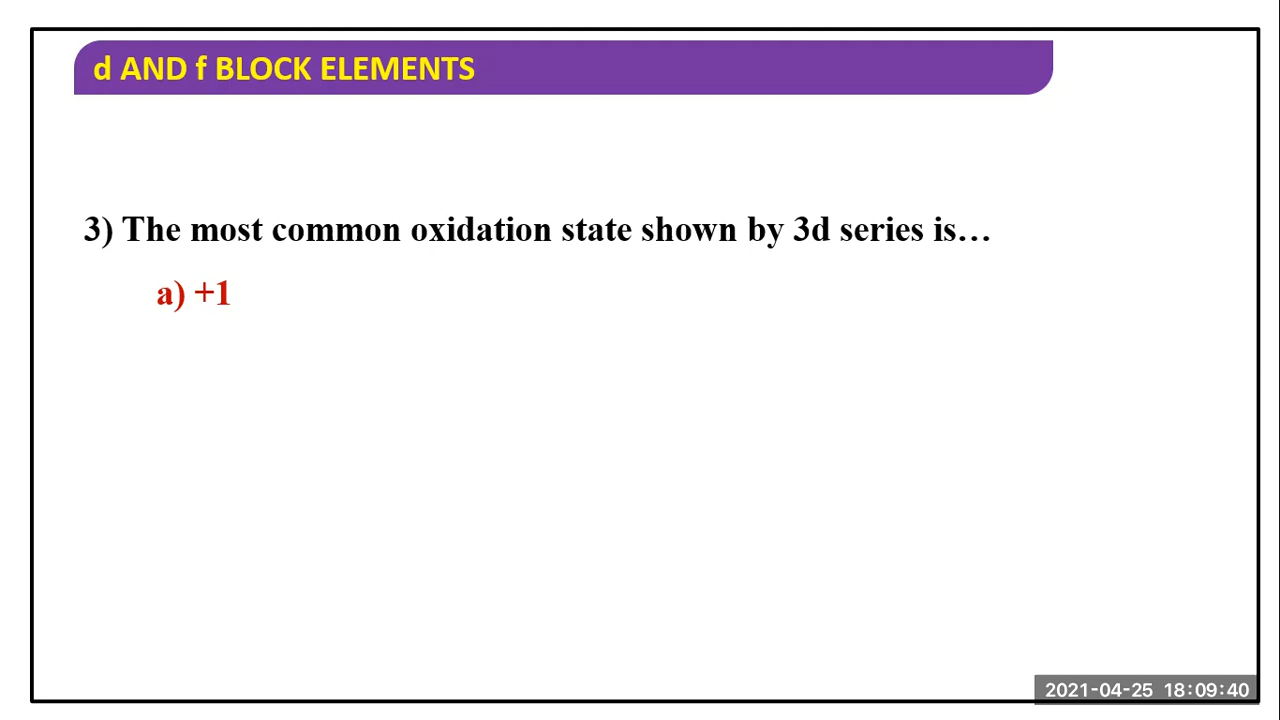 d AND f BLOCK ELEMENTS
3) The most common oxidation state shown by 3d series is…
a) +1
2021-04-25 18:09:40